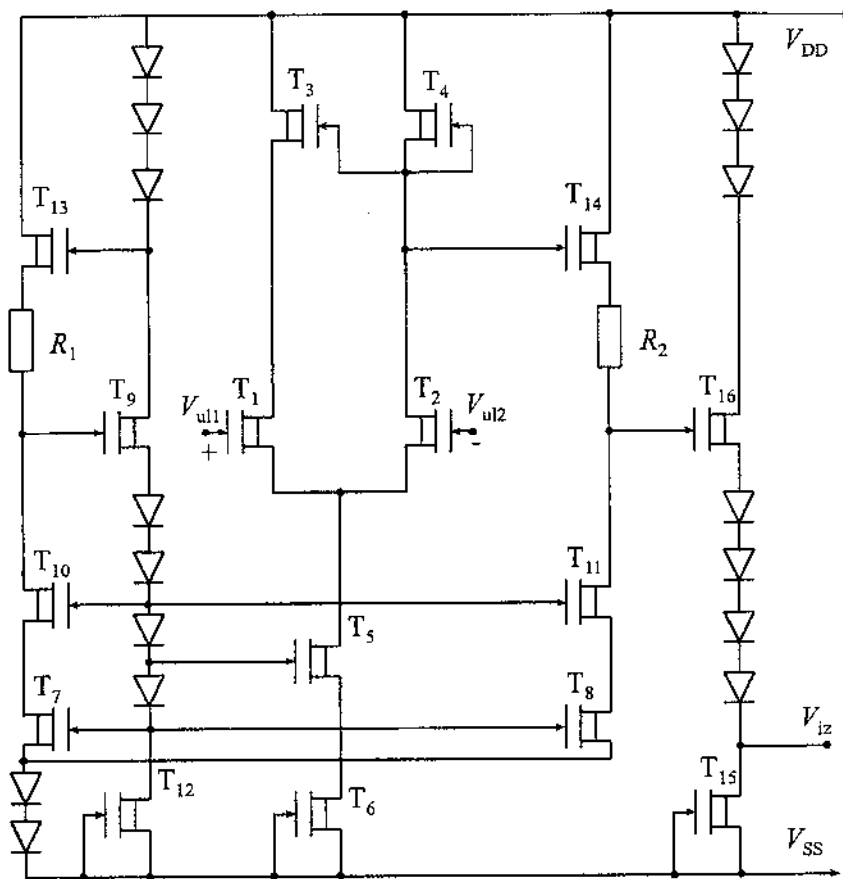 V_DD
T_3
T_4
T_13
T_14
R_1
R_2
T_9
V_ul1
T_1
T_2
V_ul2
T_16
+
-
T_10
T_11
T_5
T_7
T_8
V_iz
T_12
T_6
T_15
V_SS